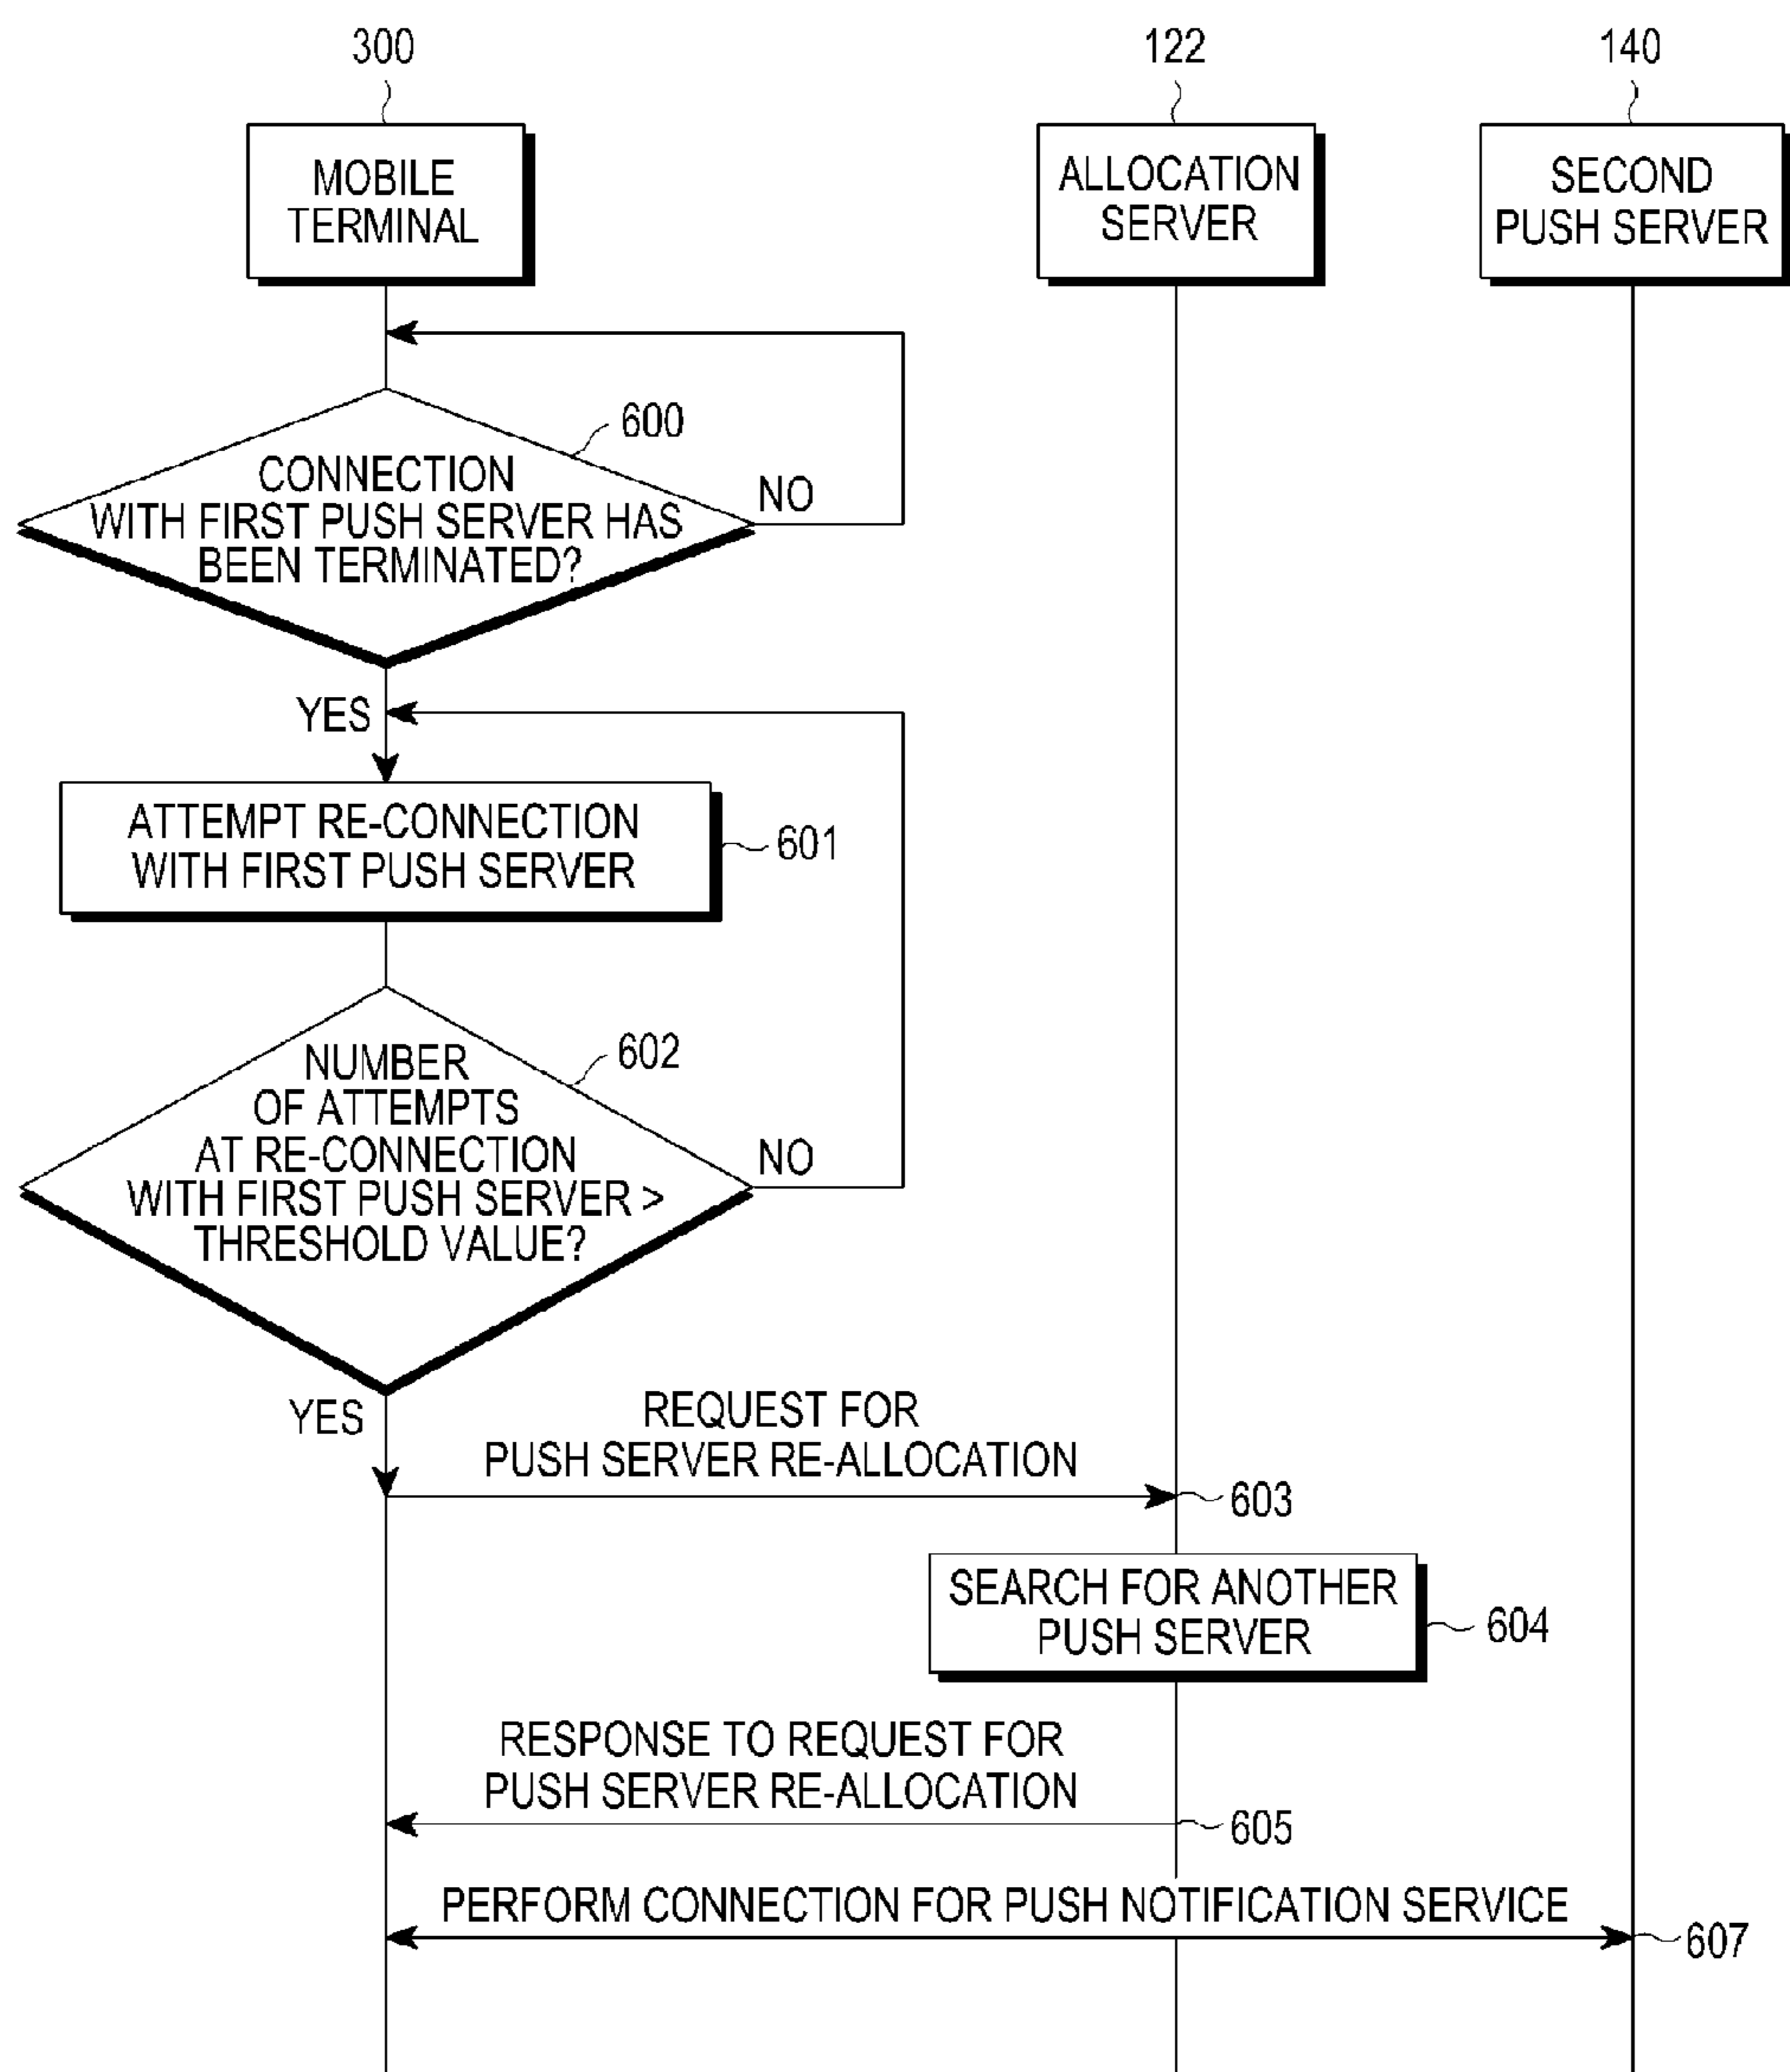 300
122
140
MOBILE
TERMINAL
ALLOCATION
SERVER
SECOND
PUSH SERVER
600
CONNECTION
WITH FIRST PUSH SERVER HAS
BEEN TERMINATED?
NO
YES
ATTEMPT RE-CONNECTION
WITH FIRST PUSH SERVER
601
602
NUMBER
OF ATTEMPTS
AT RE-CONNECTION
WITH FIRST PUSH SERVER >
THRESHOLD VALUE?
NO
YES
REQUEST FOR
PUSH SERVER RE-ALLOCATION
603
SEARCH FOR ANOTHER
PUSH SERVER
604
RESPONSE TO REQUEST FOR
PUSH SERVER RE-ALLOCATION
605
PERFORM CONNECTION FOR PUSH NOTIFICATION SERVICE
607